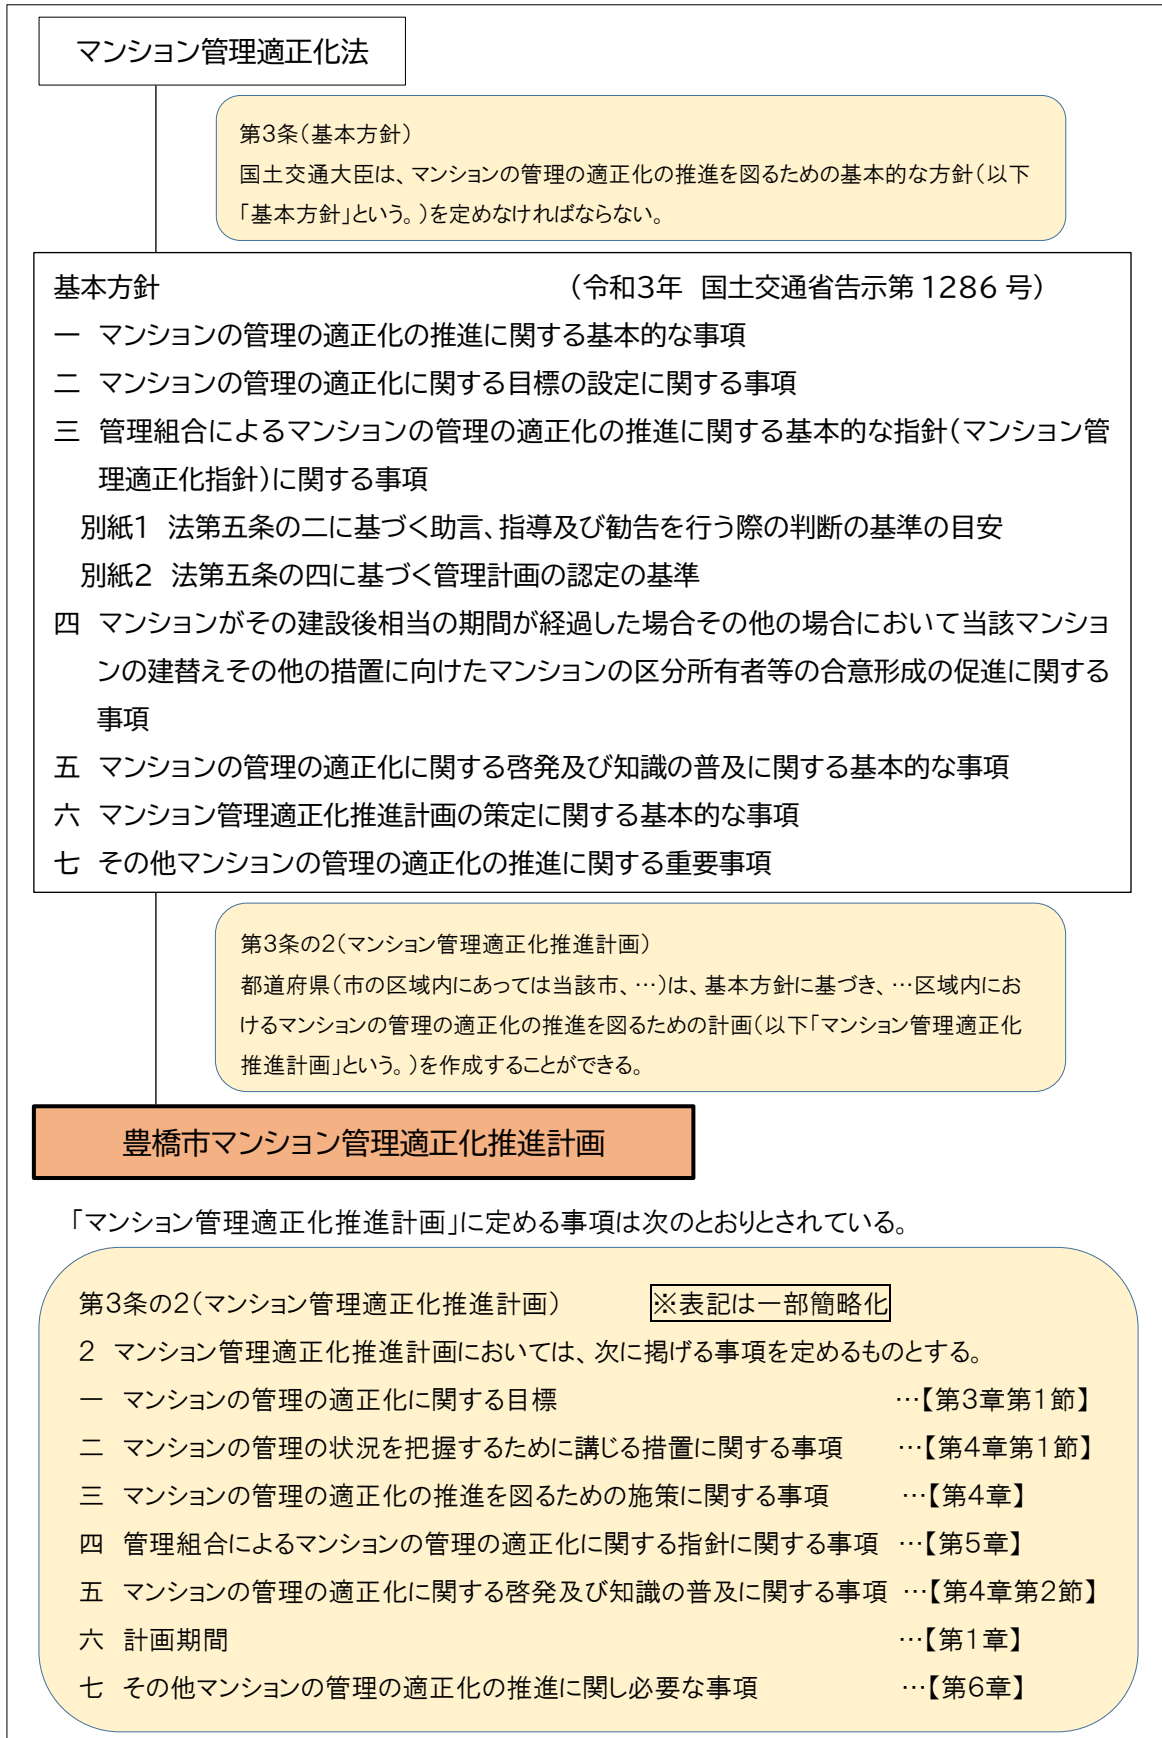 マンション管理適正化法
第3条（基本方針）
国土交通大臣は、マンションの管理の適正化の推進を図るための基本的な方針（以下
「基本方針」という。）を定めなければならない。
基本方針　　　　　　　　　（令和3年　国土交通省告示第 1286 号）
一　マンションの管理の適正化の推進に関する基本的な事項
二　マンションの管理の適正化に関する目標の設定に関する事項
三　管理組合によるマンションの管理の適正化の推進に関する基本的な指針（マンション管
理適正化指針）に関する事項
別紙1　法第五条の二に基づく助言、指導及び勧告を行う際の判断の基準の目安
別紙2　法第五条の四に基づく管理計画の認定の基準
四　マンションがその建設後相当の期間が経過した場合その他の場合において当該マンショ
ンの建替えその他の措置に向けたマンションの区分所有者等の合意形成の促進に関する
事項
五　マンションの管理の適正化に関する啓発及び知識の普及に関する基本的な事項
六　マンション管理適正化推進計画の策定に関する基本的な事項
七　その他マンションの管理の適正化の推進に関する重要事項
第3条の2（マンション管理適正化推進計画）
都道府県（市の区域内にあっては当該市、…）は、基本方針に基づき、…区域内にお
けるマンションの管理の適正化の推進を図るための計画（以下「マンション管理適正化
推進計画」という。）を作成することができる。
豊橋市マンション管理適正化推進計画
「マンション管理適正化推進計画」に定める事項は次のとおりとされている。
第3条の2（マンション管理適正化推進計画）　　　※表記は一部簡略化
2　マンション管理適正化推進計画においては、次に掲げる事項を定めるものとする。
一　マンションの管理の適正化に関する目標　…【第3章第1節】
二　マンションの管理の状況を把握するために講じる措置に関する事項　…【第4章第1節】
三　マンションの管理の適正化の推進を図るための施策に関する事項　…【第4章】
四　管理組合によるマンションの管理の適正化に関する指針に関する事項　…【第5章】
五　マンションの管理の適正化に関する啓発及び知識の普及に関する事項　…【第4章第2節】
六　計画期間　…【第1章】
七　その他マンションの管理の適正化の推進に関し必要な事項　…【第6章】